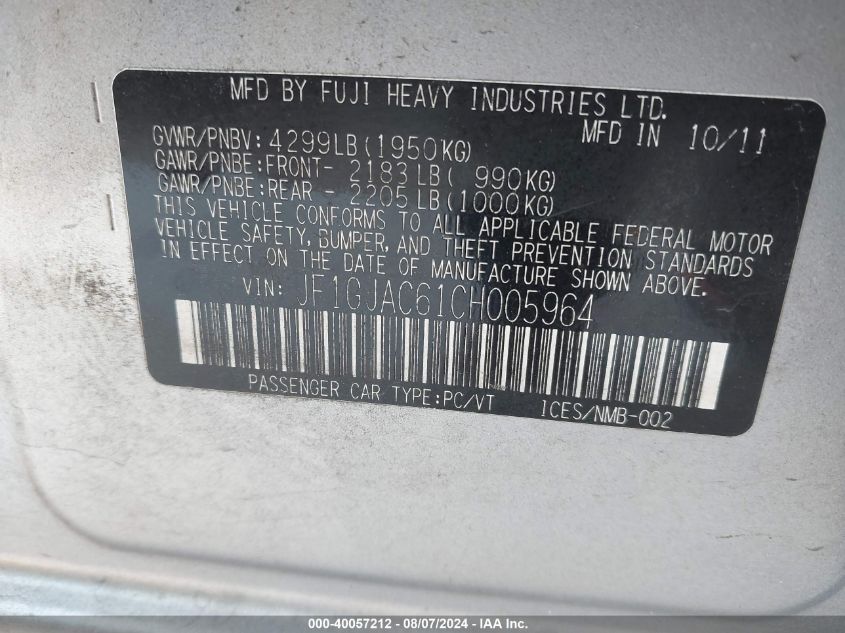 MFD BY FUJI HEAVY INDUSTRIES LTD.
MFD IN 10/11
GVWR/PNBV: 4299LB(1950KG)
GAWR/PNBE:FRONT- 2183LB( 990KG)
GAWR/PNBE:REAR - 2205LB(1000KG)
THIS VEHICLE CONFORMS TO ALL APPLICABLE FEDERAL MOTOR
VEHICLE SAFETY, BUMPER, AND THEFT PREVENTION STANDARDS
IN EFFECT ON THE DATE OF MANUFACTURE SHOWN ABOVE.
VIN: JF1GJAC61CH005964
PASSENGER CAR TYPE:PC/VT ICES/NMB-002
000-40057212 - 08/07/2024 - IAA Inc.